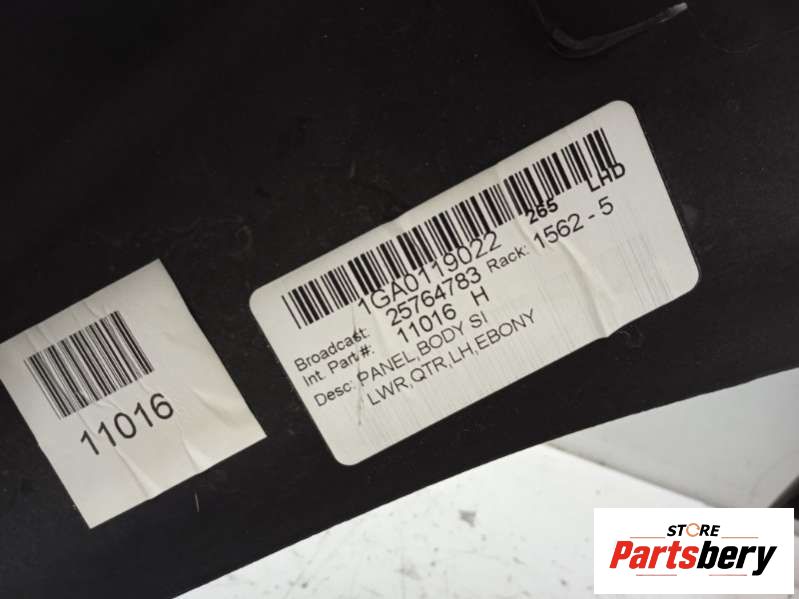 1GA0119022 265 LHD
Broadcast: 25764783 Rack: 1562 - 5
Int. Part#: 11016 H
Desc: PANEL,BODY SI
LWR,QTR,LH,EBONY
11016
STORE
Partsbery